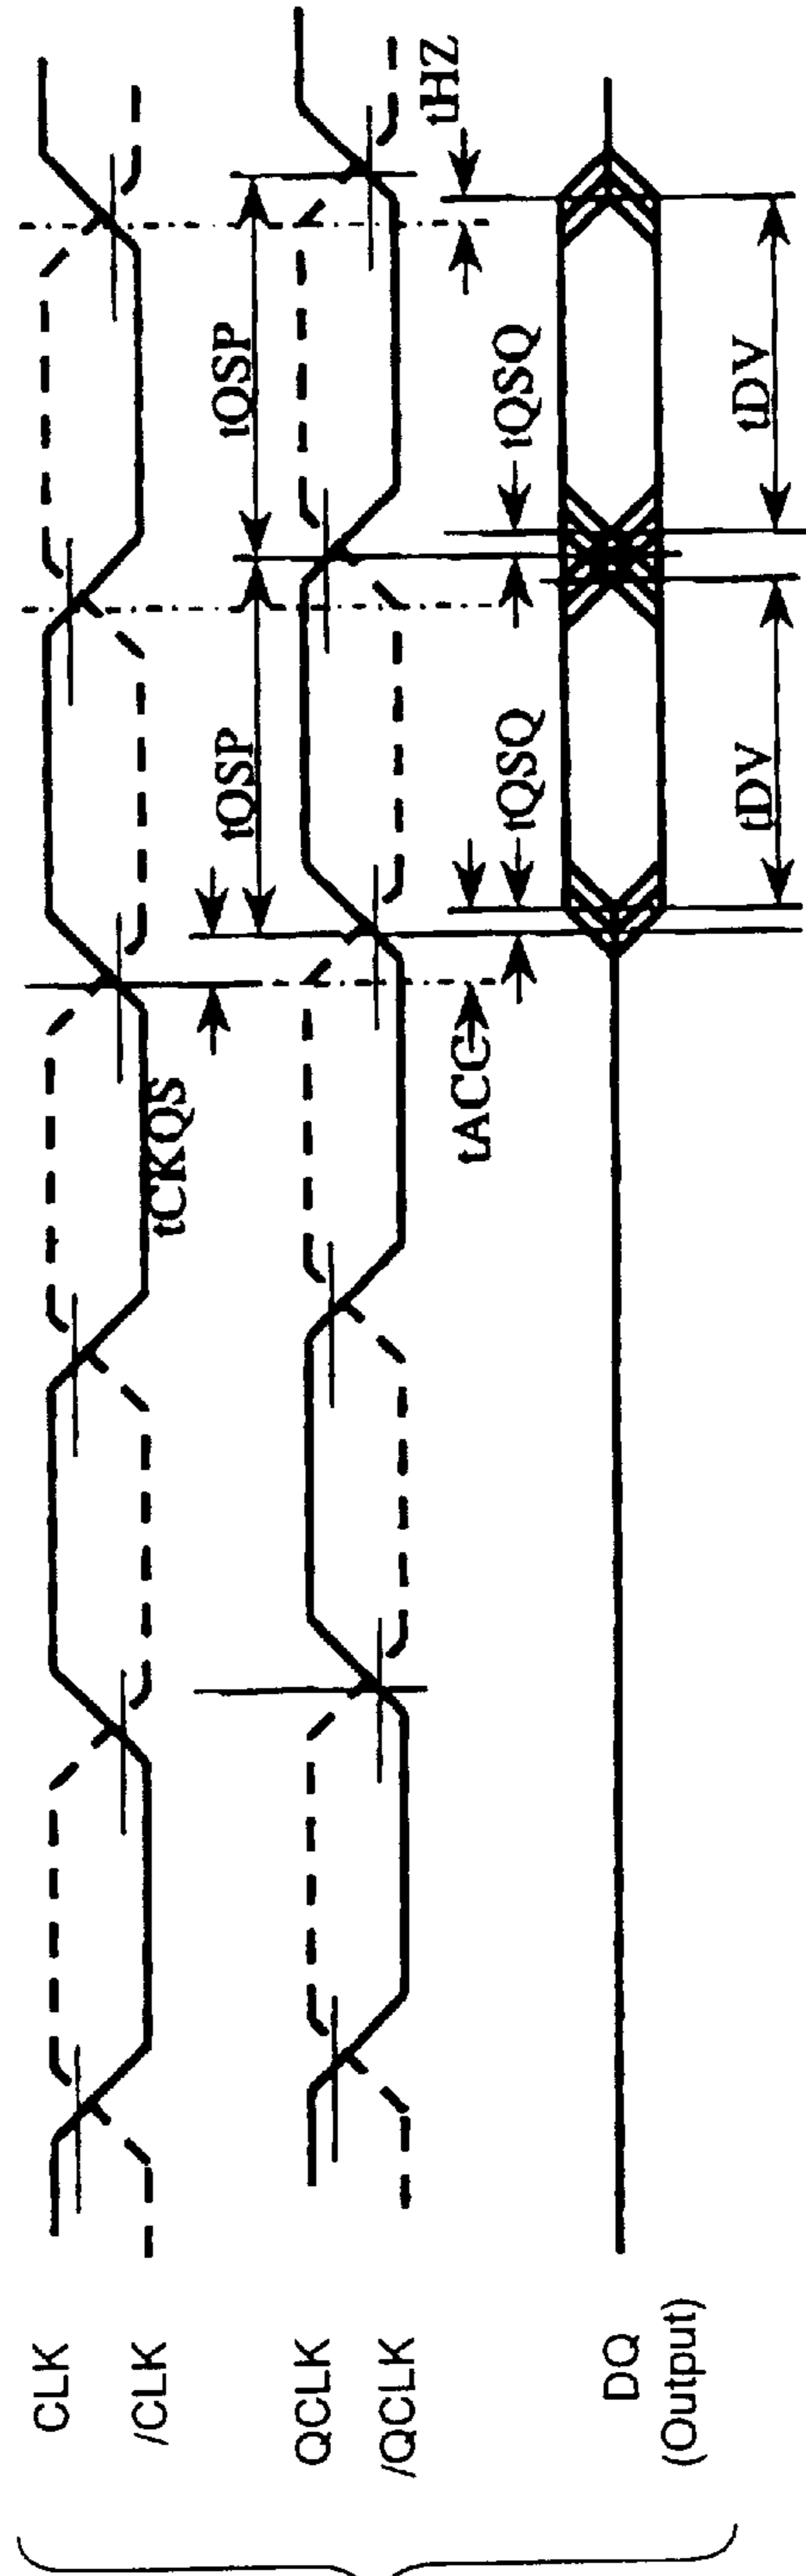 CLK
/CLK
tCKQS
tQSP
tQSP
QCLK
/QCLK
tACC
tQSQ
tQSQ
tHZ
DQ
(Output)
tDV
tDV